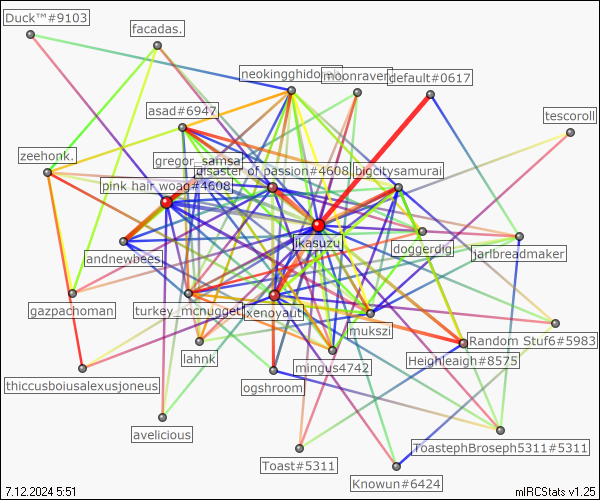 Duck™#9103
facadas.
neokingghidorah
moonraven
default#0617
asad#6947
tescoroll
zeehonk.
gregor_samsa
disaster of passion#4608
bigcitysamurai
pink hair woag#4608
jikasuzu
doggerdig
andnewbees
jarlbreadmaker
gazpachoman
turkey_mcnugget
xenoyaut
mukszi
Random Stuf6#5983
lahnk
mingus4742
Heighleaigh#8575
thiccusboiusalexusjoneus
ogshroom
avelicious
ToastephBroseph5311#5311
Toast#5311
Knowun#6424
7.12.2024 5:51
mIRCStats v1.25